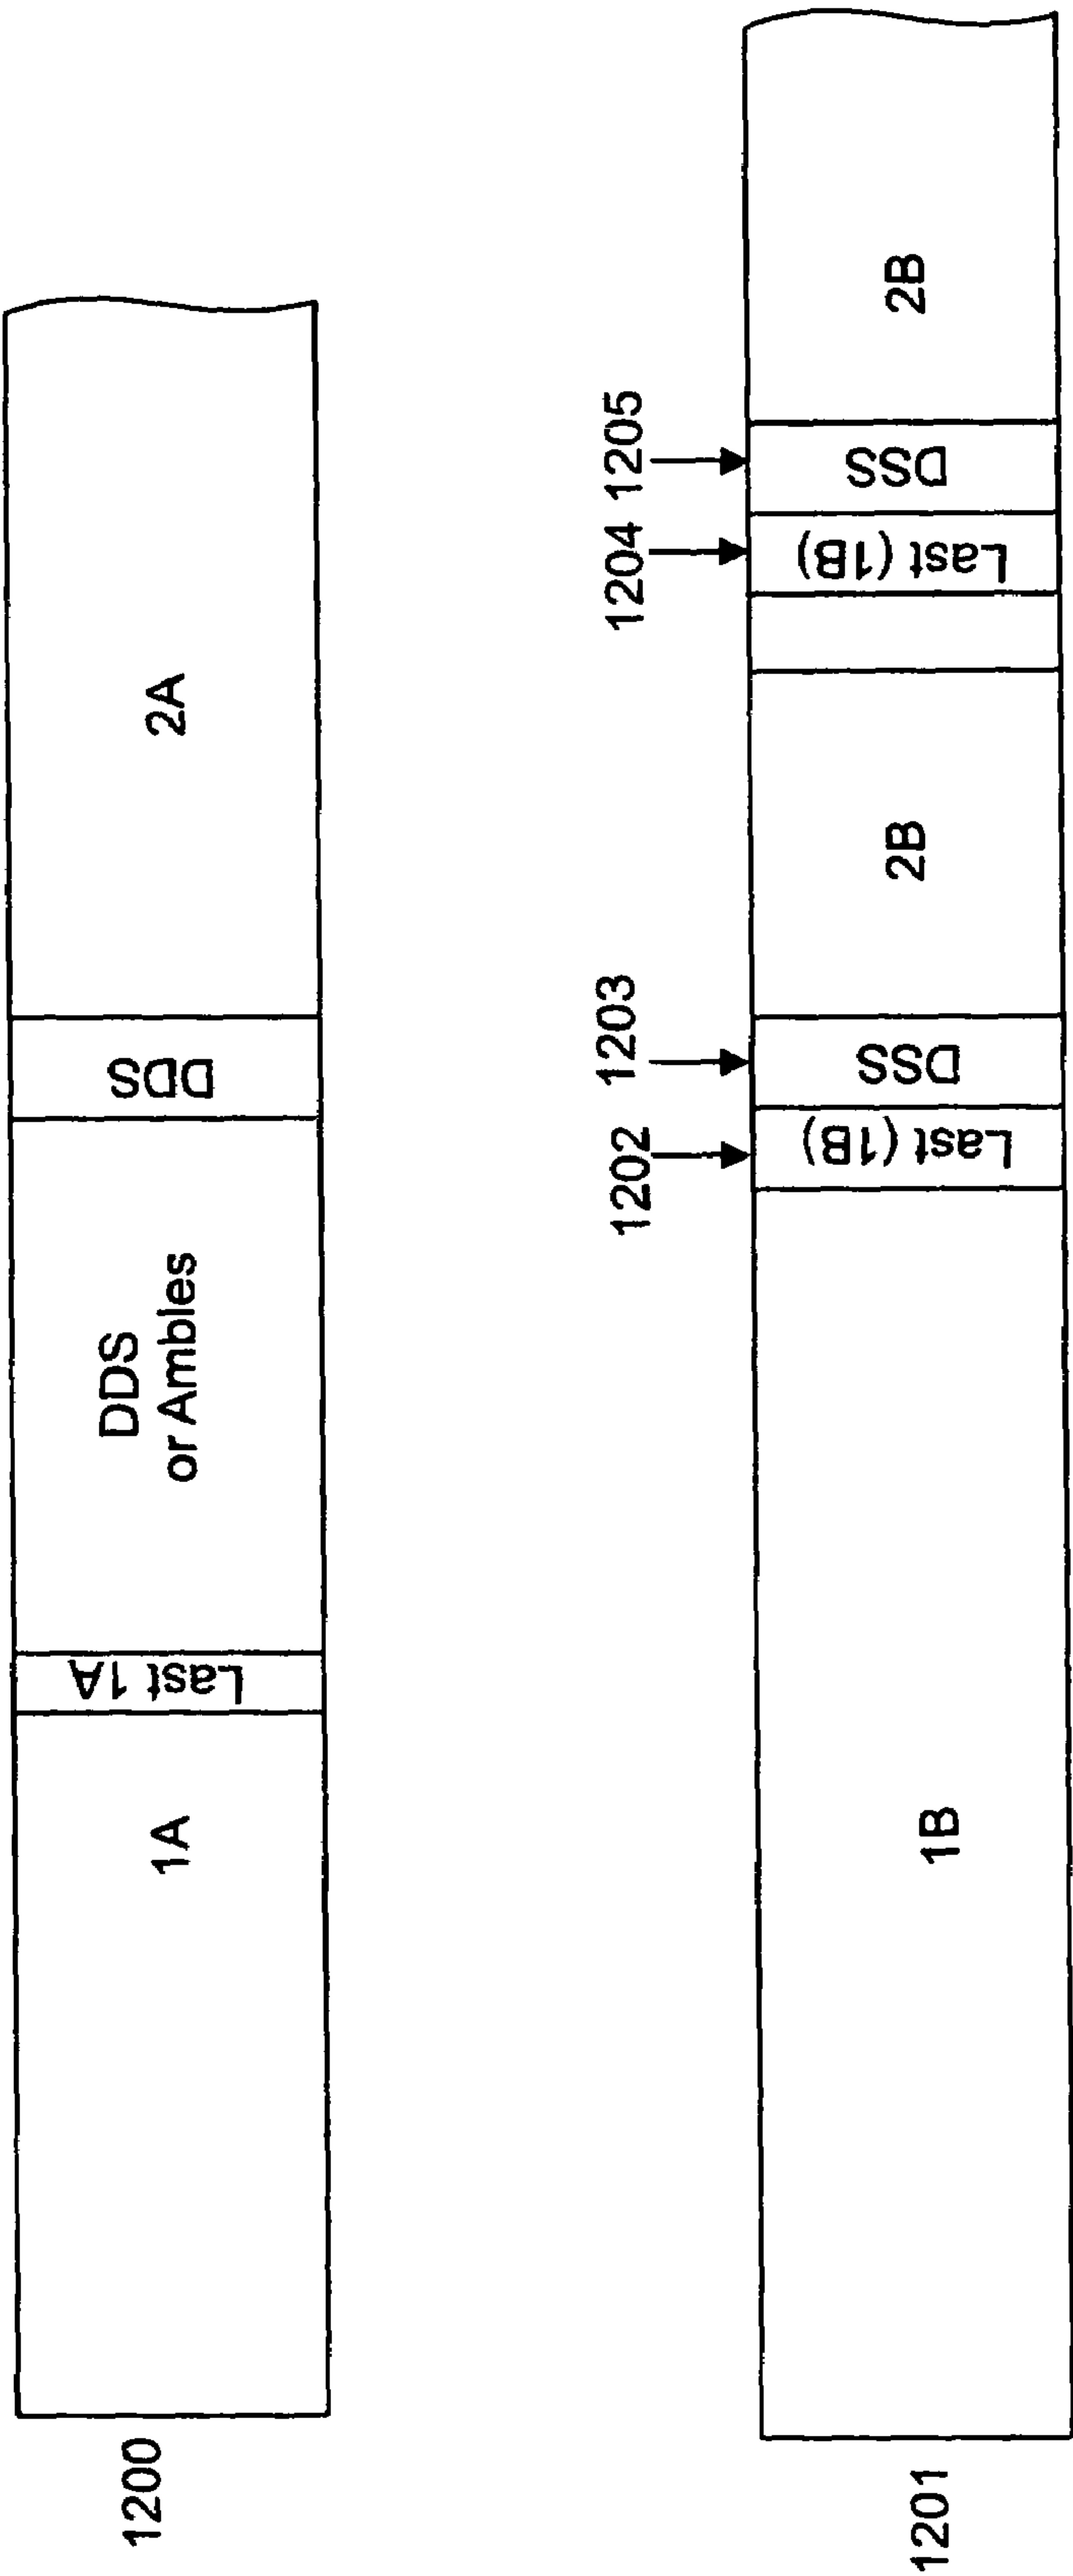 1200
1A
Last 1A
DDS
or Ambles
DDS
2A
1202
1203
1204
1205
1201
1B
Last (1B)
DSS
2B
Last (1B)
DSS
2B